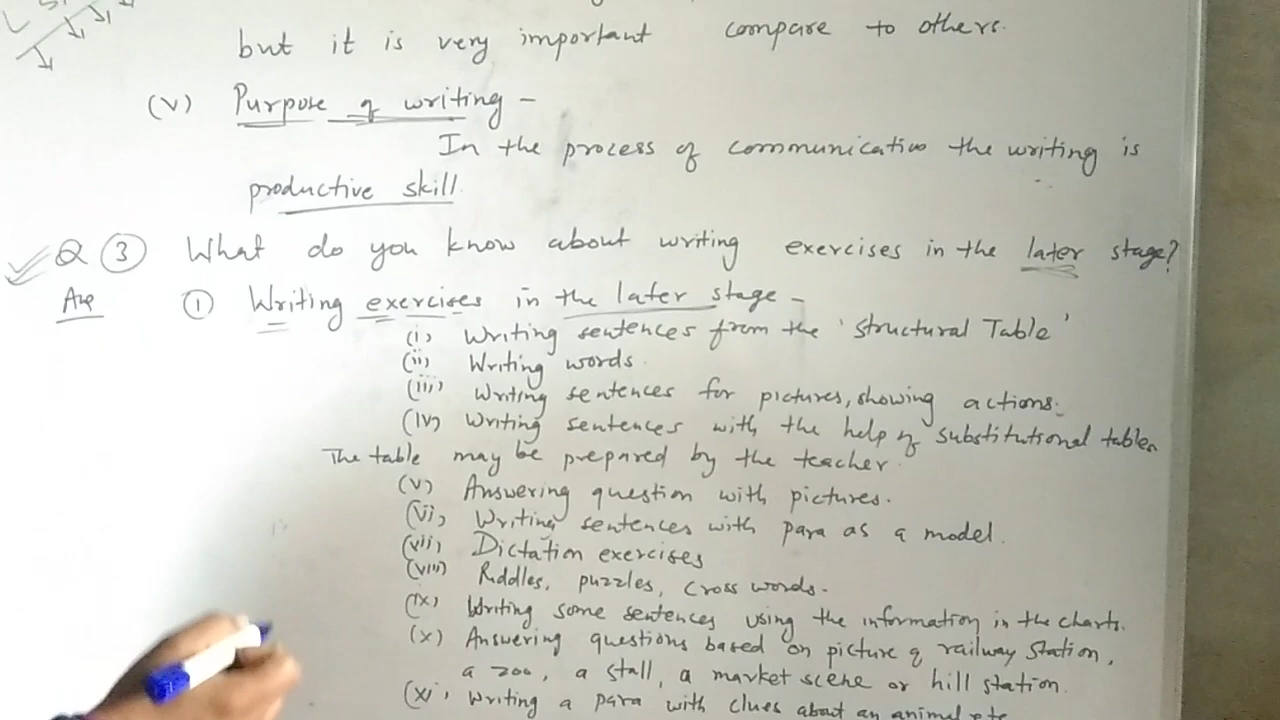 but it is very important compare to others.
(V) Purpose of writing -
In the process of communication the writing is
productive skill.
Q ③ What do you know about writing exercises in the later stage?
Ans ① Writing exercises in the later stage -
(i) Writing sentences from the 'Structural Table'
(ii) Writing words.
(iii) Writing sentences for pictures, showing actions.
(iv) Writing sentences with the help of substitutional tables
The table may be prepared by the teacher.
(v) Answering question with pictures.
(vi) Writing sentences with para as a model.
(vii) Dictation exercises
(viii) Riddles, puzzles, cross words.
(ix) Writing some sentences using the information in the charts.
(x) Answering questions based on picture of railway station,
a zoo, a stall, a market scene or hill station.
(xi) Writing a para with clues about an animal etc